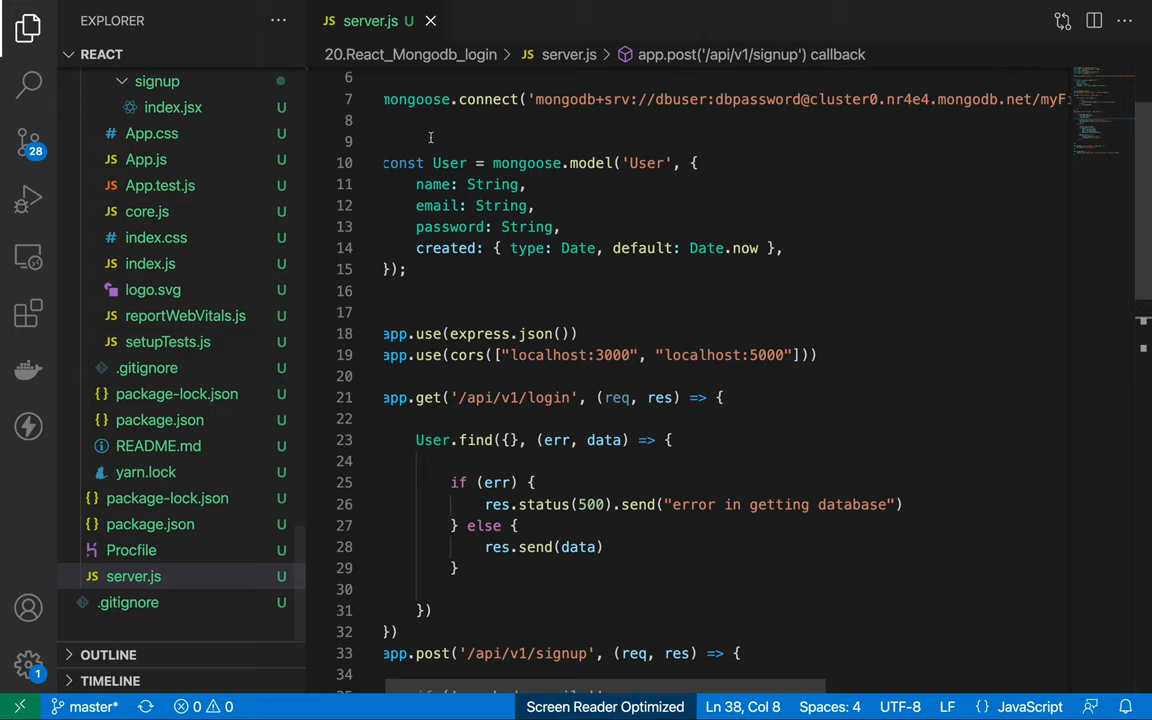 EXPLORER
REACT
signup
index.jsx
App.css U
App.js U
App.test.js U
core.js U
index.css U
index.js U
logo.svg U
reportWebVitals.js U
setupTests.js U
.gitignore U
package-lock.json U
package.json U
README.md U
yarn.lock U
package-lock.json U
package.json U
Procfile U
server.js U
.gitignore U
OUTLINE
TIMELINE
28
1
JS server.js U
20.React_Mongodb_login > JS server.js > app.post('/api/v1/signup') callback
6
7 mongoose.connect('mongodb+srv://dbuser:dbpassword@cluster0.nr4e4.mongodb.net/myFi
8
9
10 const User = mongoose.model('User', {
11 name: String,
12 email: String,
13 password: String,
14 created: { type: Date, default: Date.now },
15 });
16
17
18 app.use(express.json())
19 app.use(cors(["localhost:3000", "localhost:5000"]))
20
21 app.get('/api/v1/login', (req, res) => {
22
23 User.find({}, (err, data) => {
24
25 if (err) {
26 res.status(500).send("error in getting database")
27 } else {
28 res.send(data)
29 }
30
31 })
32 })
33 app.post('/api/v1/signup', (req, res) => {
34
master* 0 0 Screen Reader Optimized Ln 38, Col 8 Spaces: 4 UTF-8 LF {} JavaScript